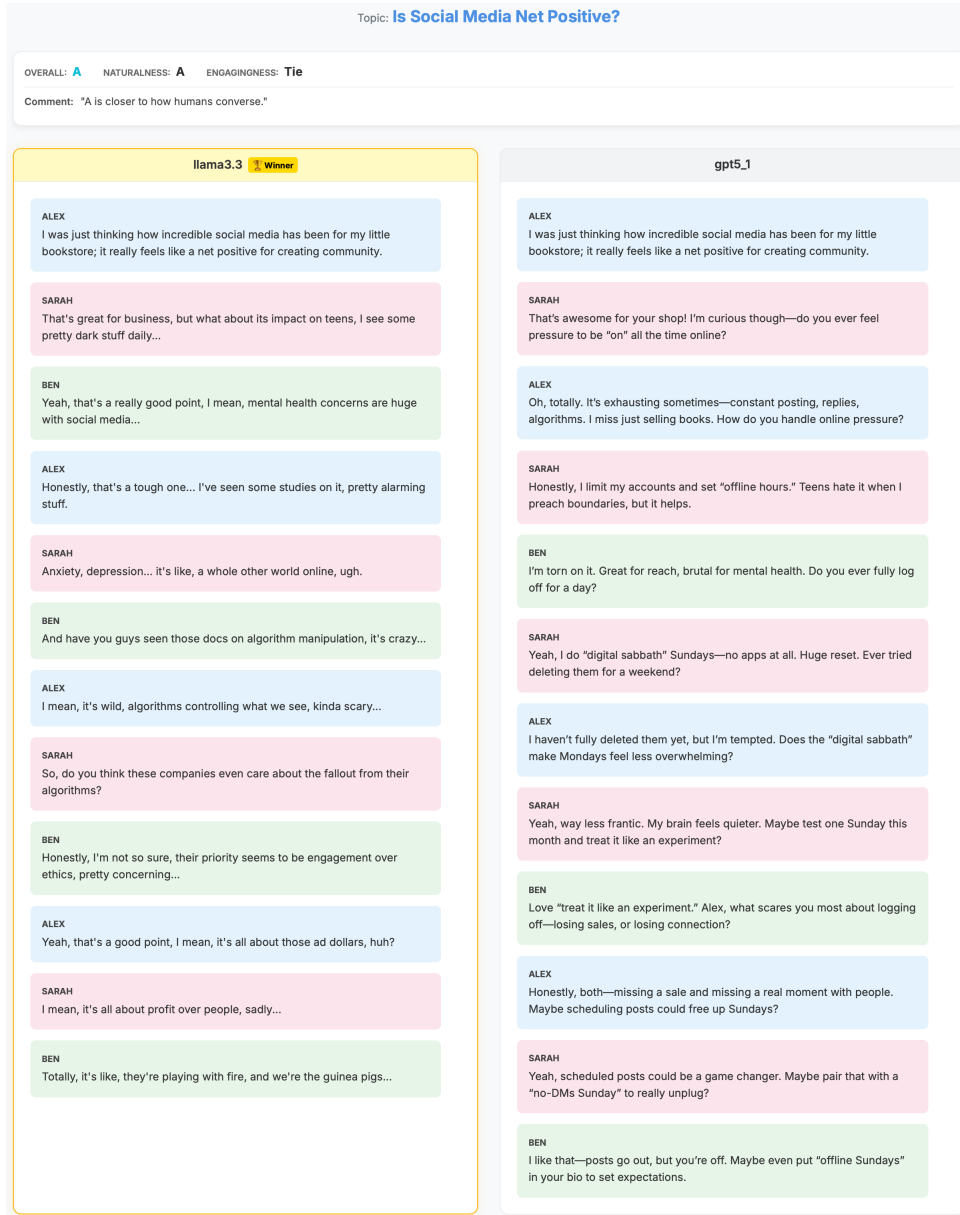 Topic: Is Social Media Net Positive?
OVERALL: A NATURALNESS: A ENGAGINGNESS: Tie
Comment: "A is closer to how humans converse."
llama3.3 🏆 Winner
ALEX
I was just thinking how incredible social media has been for my little
bookstore; it really feels like a net positive for creating community.
SARAH
That's great for business, but what about its impact on teens, I see some
pretty dark stuff daily...
BEN
Yeah, that's a really good point, I mean, mental health concerns are huge
with social media...
ALEX
Honestly, that's a tough one... I've seen some studies on it, pretty alarming
stuff.
SARAH
Anxiety, depression... it's like, a whole other world online, ugh.
BEN
And have you guys seen those docs on algorithm manipulation, it's crazy...
ALEX
I mean, it's wild, algorithms controlling what we see, kinda scary...
SARAH
So, do you think these companies even care about the fallout from their
algorithms?
BEN
Honestly, I'm not so sure, their priority seems to be engagement over
ethics, pretty concerning...
ALEX
Yeah, that's a good point, I mean, it's all about those ad dollars, huh?
SARAH
I mean, it's all about profit over people, sadly...
BEN
Totally, it's like, they're playing with fire, and we're the guinea pigs...
gpt5_1
ALEX
I was just thinking how incredible social media has been for my little
bookstore; it really feels like a net positive for creating community.
SARAH
That’s awesome for your shop! I’m curious though—do you ever feel
pressure to be “on” all the time online?
ALEX
Oh, totally. It’s exhausting sometimes—constant posting, replies,
algorithms. I miss just selling books. How do you handle online pressure?
SARAH
Honestly, I limit my accounts and set “offline hours.” Teens hate it when I
preach boundaries, but it helps.
BEN
I’m torn on it. Great for reach, brutal for mental health. Do you ever fully log
off for a day?
SARAH
Yeah, I do “digital sabbath” Sundays—no apps at all. Huge reset. Ever tried
deleting them for a weekend?
ALEX
I haven’t fully deleted them yet, but I’m tempted. Does the “digital sabbath”
make Mondays feel less overwhelming?
SARAH
Yeah, way less frantic. My brain feels quieter. Maybe test one Sunday this
month and treat it like an experiment?
BEN
Love “treat it like an experiment.” Alex, what scares you most about logging
off—losing sales, or losing connection?
ALEX
Honestly, both—missing a sale and missing a real moment with people.
Maybe scheduling posts could free up Sundays?
SARAH
Yeah, scheduled posts could be a game changer. Maybe pair that with a
“no-DMs Sunday” to really unplug?
BEN
I like that—posts go out, but you’re off. Maybe even put “offline Sundays”
in your bio to set expectations.